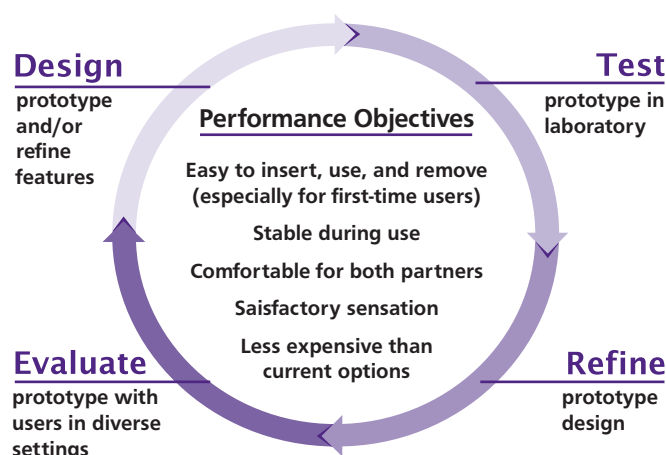 Design
prototype
and/or
refine
features
Test
prototype in
laboratory
Performance Objectives
Easy to insert, use, and remove
(especially for first-time users)
Stable during use
Comfortable for both partners
Saisfactory sensation
Less expensive than
current options
Evaluate
prototype with
users in diverse
settings
Refine
prototype
design